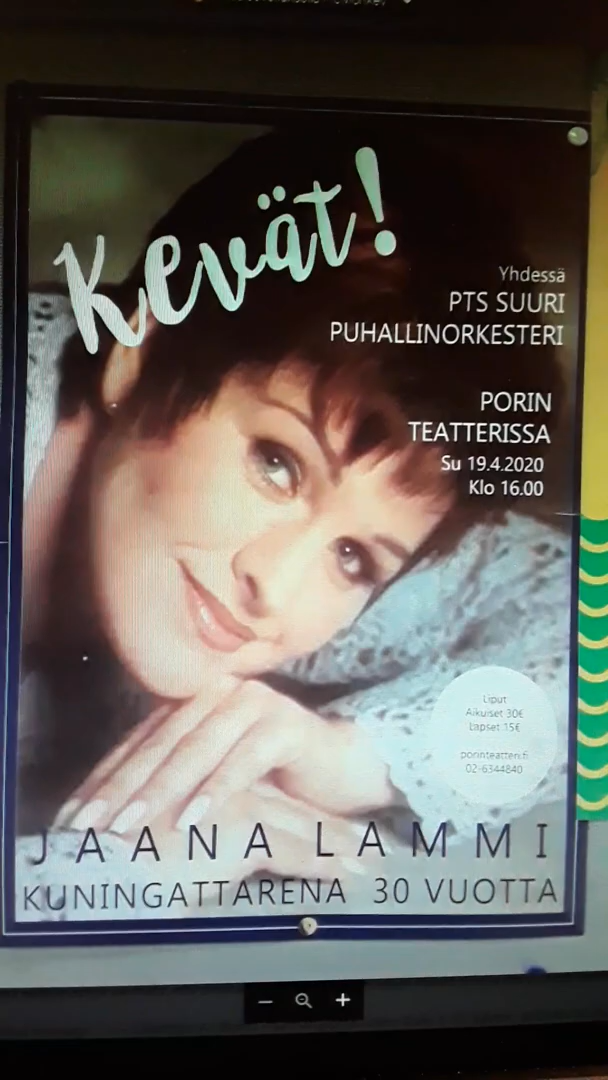 Kevät!
Yhdessä
PTS SUURI
PUHALLINORKESTERI
PORIN
TEATTERISSA
Su 19.4.2020
Klo 16.00
Liput
Aikuiset 30€
Lapset 15€
porinteatteri.fi
02-6344840
JAANA LAMMI
KUNINGATTARENA 30 VUOTTA